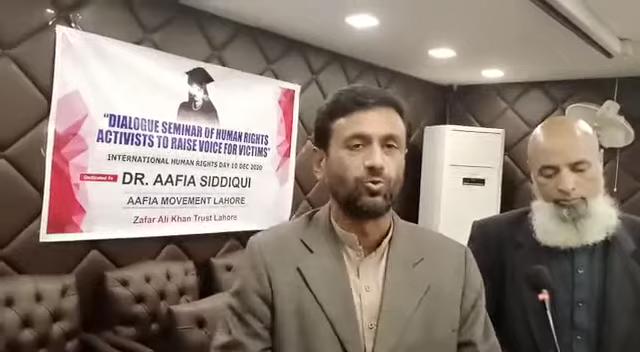 "DIALOGUE SEMINAR OF HUMAN RIGHTS
ACTIVISTS TO RAISE VOICE FOR VICTIMS"
INTERNATIONAL HUMAN RIGHTS DAY 10 DEC 2020
Dedicated To DR. AAFIA SIDDIQUI
AAFIA MOVEMENT LAHORE
Zafar Ali Khan Trust Lahore